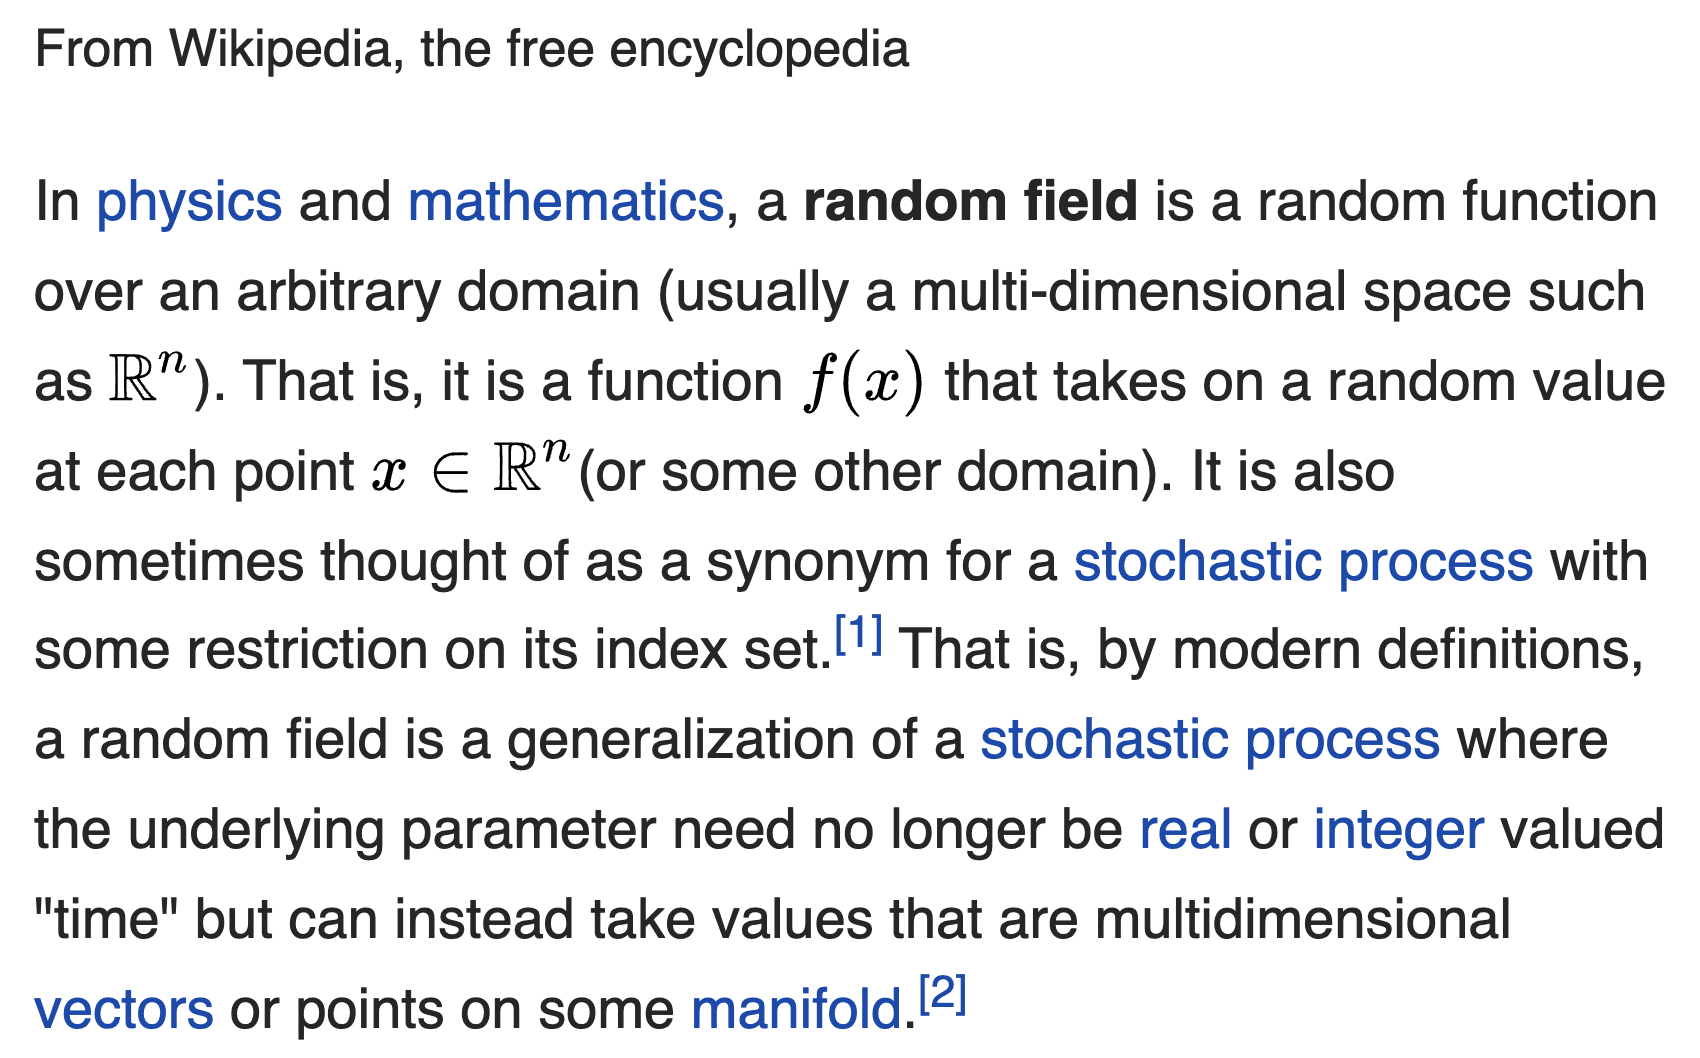 From Wikipedia, the free encyclopedia
In physics and mathematics, a random field is a random function
over an arbitrary domain (usually a multi-dimensional space such
as ℝⁿ). That is, it is a function f(x) that takes on a random value
at each point x ∈ ℝⁿ (or some other domain). It is also
sometimes thought of as a synonym for a stochastic process with
some restriction on its index set.[1] That is, by modern definitions,
a random field is a generalization of a stochastic process where
the underlying parameter need no longer be real or integer valued
"time" but can instead take values that are multidimensional
vectors or points on some manifold.[2]